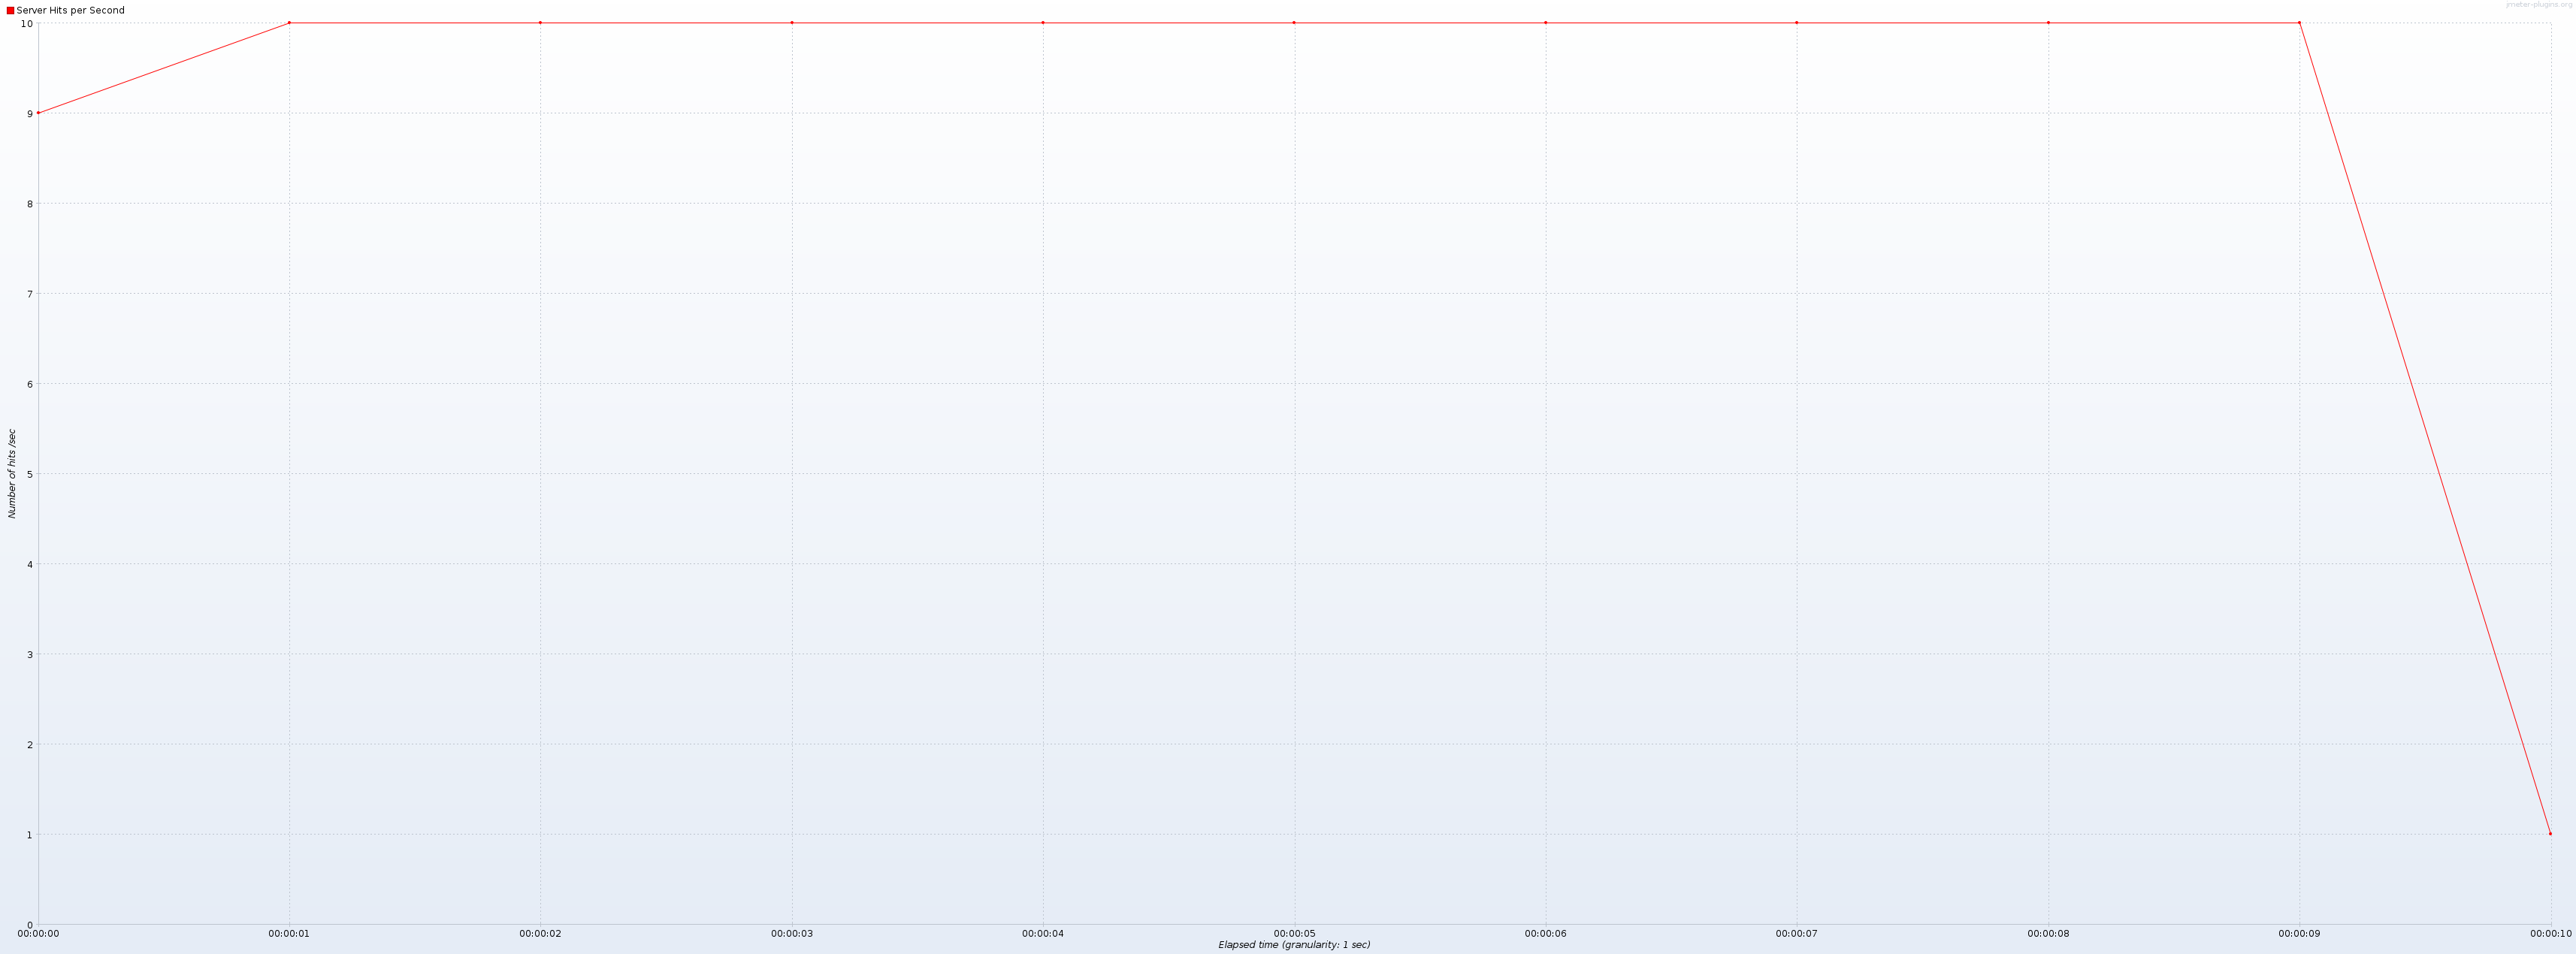 Server Hits per Second
jmeter-plugins.org
10
9
8
7
6
5
4
3
2
1
0
Number of hits /sec
00:00:00 00:00:01 00:00:02 00:00:03 00:00:04 00:00:05 00:00:06 00:00:07 00:00:08 00:00:09 00:00:10
Elapsed time (granularity: 1 sec)